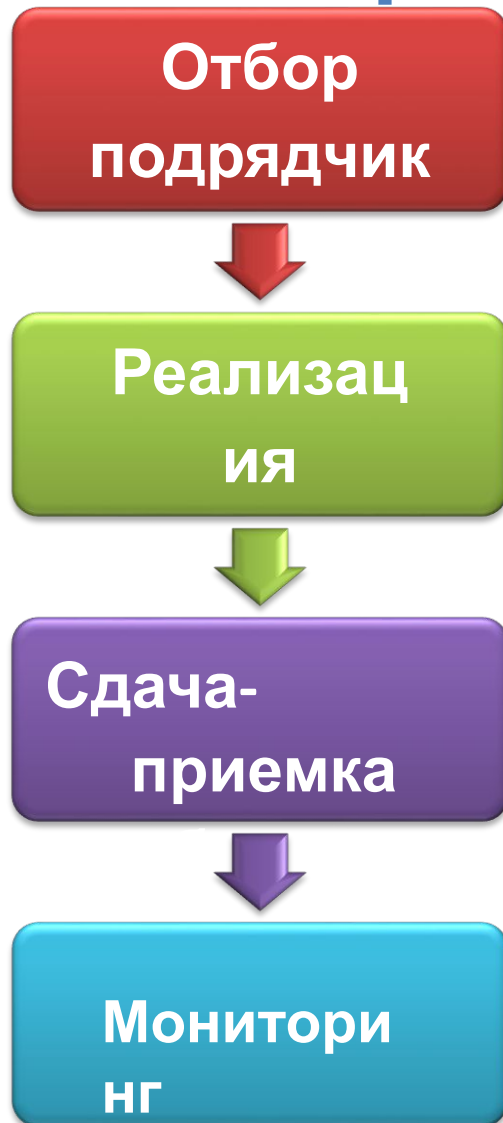 Отбор
подрядчик
Реализац
ия
Сдача-
приемка
Монитори
нг